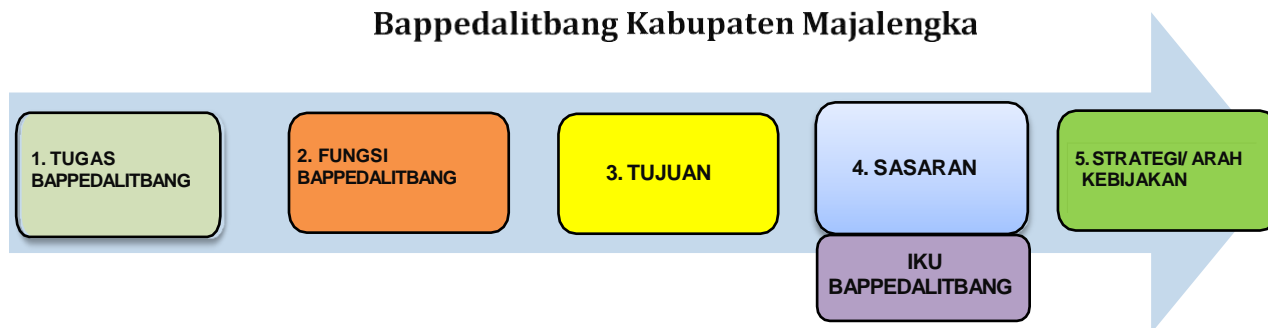 Bappedalitbang Kabupaten Majalengka
1. TUGAS
BAPPEDALITBANG
2. FUNGSI
BAPPEDALITBANG
3. TUJUAN
4. SASARAN
IKU
BAPPEDALITBANG
5. STRATEGI/ ARAH
KEBIJAKAN